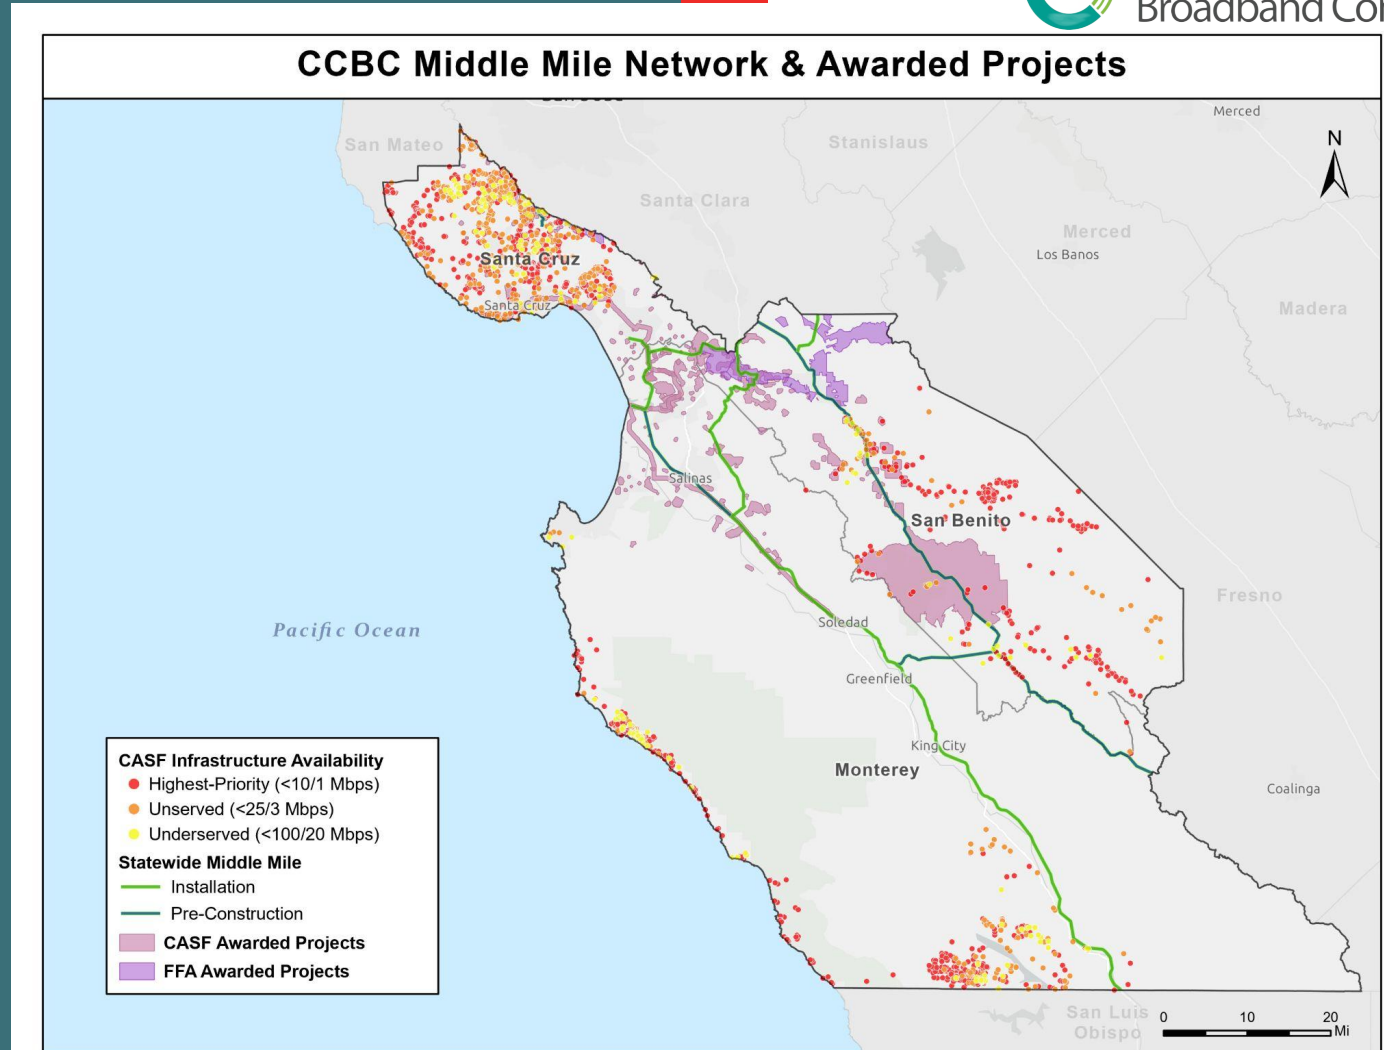 Broadband Con
CCBC Middle Mile Network & Awarded Projects
Merced
San Mateo
Stanislaus
N
Santa Clara
Merced
Los Banos
Santa Cruz
Santa Cruz
Madera
Salinas
San Benito
Fresno
Pacific Ocean
Soledad
Greenfield
King City
Monterey
Coalinga
CASF Infrastructure Availability
Highest-Priority (<10/1 Mbps)
Unserved (<25/3 Mbps)
Underserved (<100/20 Mbps)
Statewide Middle Mile
Installation
Pre-Construction
CASF Awarded Projects
FFA Awarded Projects
San Luis
Obispo
0 10 20
Mi